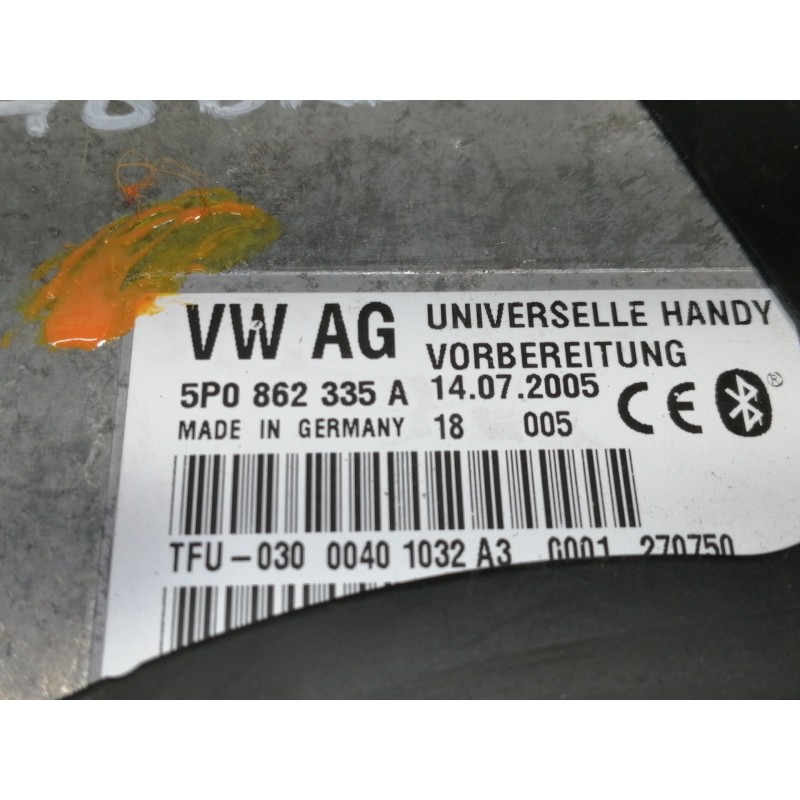 VW AG UNIVERSELLE HANDY
VORBEREITUNG
5P0 862 335 A 14.07.2005
MADE IN GERMANY 18 005 CE ®
TFU-030 0040 1032 A3 G001 270750